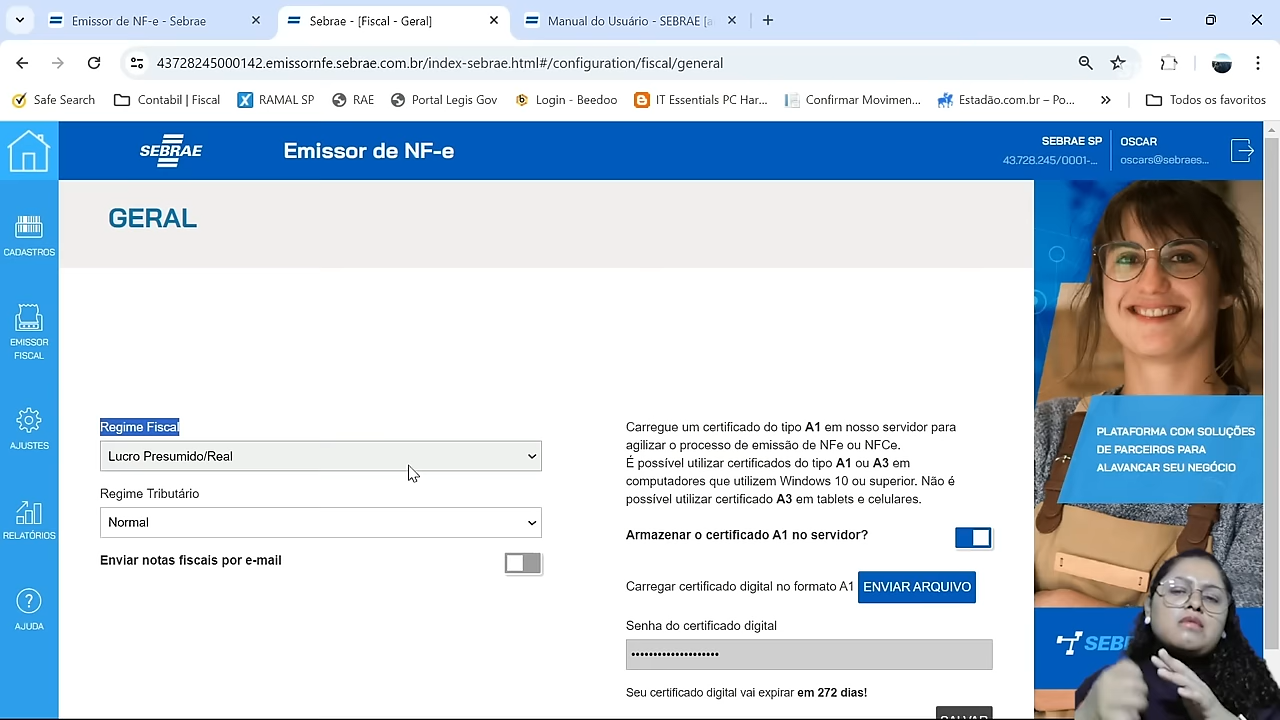 Emissor de NF-e - Sebrae
Sebrae - [Fiscal - Geral]
Manual do Usuário - SEBRAE [a
43728245000142.emissornfe.sebrae.com.br/index-sebrae.html#/configuration/fiscal/general
Safe Search
Contabil | Fiscal
RAMAL SP
RAE
Portal Legis Gov
Login - Beedoo
IT Essentials PC Har...
Confirmar Movimen...
Estadão.com.br – Po...
Todos os favoritos
SEBRAE
Emissor de NF-e
SEBRAE SP
43.728.245/0001-...
OSCAR
oscars@sebraes...
CADASTROS
EMISSOR
FISCAL
AJUSTES
RELATÓRIOS
AJUDA
GERAL
Regime Fiscal
Lucro Presumido/Real
Regime Tributário
Normal
Enviar notas fiscais por e-mail
Carregue um certificado do tipo A1 em nosso servidor para
agilizar o processo de emissão de NFe ou NFCe.
É possível utilizar certificados do tipo A1 ou A3 em
computadores que utilizem Windows 10 ou superior. Não é
possível utilizar certificado A3 em tablets e celulares.
Armazenar o certificado A1 no servidor?
Carregar certificado digital no formato A1
ENVIAR ARQUIVO
Senha do certificado digital
Seu certificado digital vai expirar em 272 dias!
SALVAR
PLATAFORMA COM SOLUÇÕES
DE PARCEIROS PARA
ALAVANCAR SEU NEGÓCIO